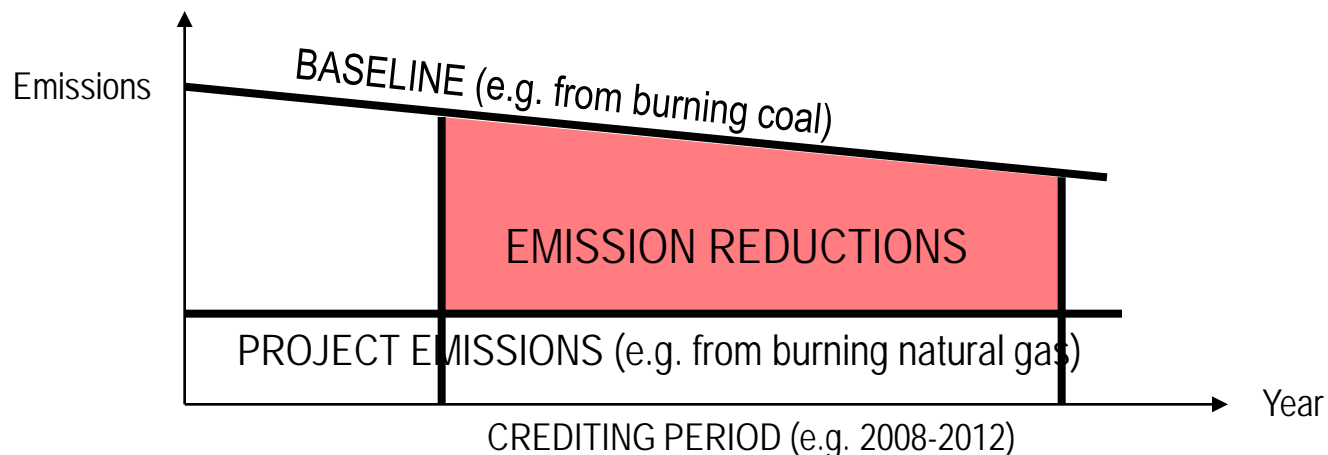 BASELINE (e.g. from burning coal)
Emissions
EMISSION REDUCTIONS
PROJECT EMISSIONS (e.g. from burning natural gas)
Year
CREDITING PERIOD (e.g. 2008-2012)